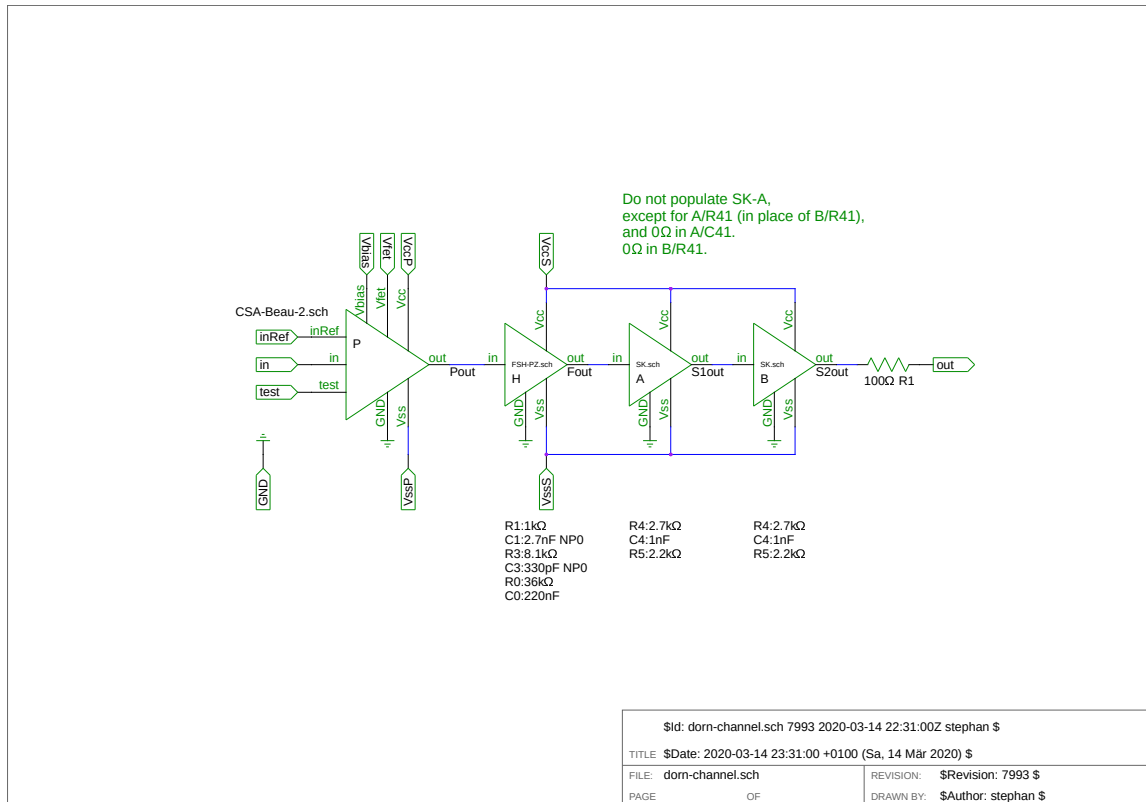 Do not populate SK-A,
except for A/R41 (in place of B/R41),
and 0Ω in A/C41.
0Ω in B/R41.
Vbias
Vfet
VccP
VccS
CSA-Beau-2.sch
Vbias
Vfet
Vcc
Vcc
Vcc
Vcc
inRef
inRef
P
in
in
out
Pout
in
FSH-PZ.sch
H
out
Fout
in
SK.sch
A
out
S1out
in
SK.sch
B
out
S2out
100Ω R1
out
test
test
GND
Vss
GND
Vss
GND
Vss
GND
Vss
GND
VssP
VssS
R1:1kΩ
C1:2.7nF NP0
R3:8.1kΩ
C3:330pF NP0
R0:36kΩ
C0:220nF
R4:2.7kΩ
C4:1nF
R5:2.2kΩ
R4:2.7kΩ
C4:1nF
R5:2.2kΩ
$Id: dorn-channel.sch 7993 2020-03-14 22:31:00Z stephan $
TITLE $Date: 2020-03-14 23:31:00 +0100 (Sa, 14 Mär 2020) $
FILE: dorn-channel.sch
REVISION: $Revision: 7993 $
PAGE OF
DRAWN BY: $Author: stephan $